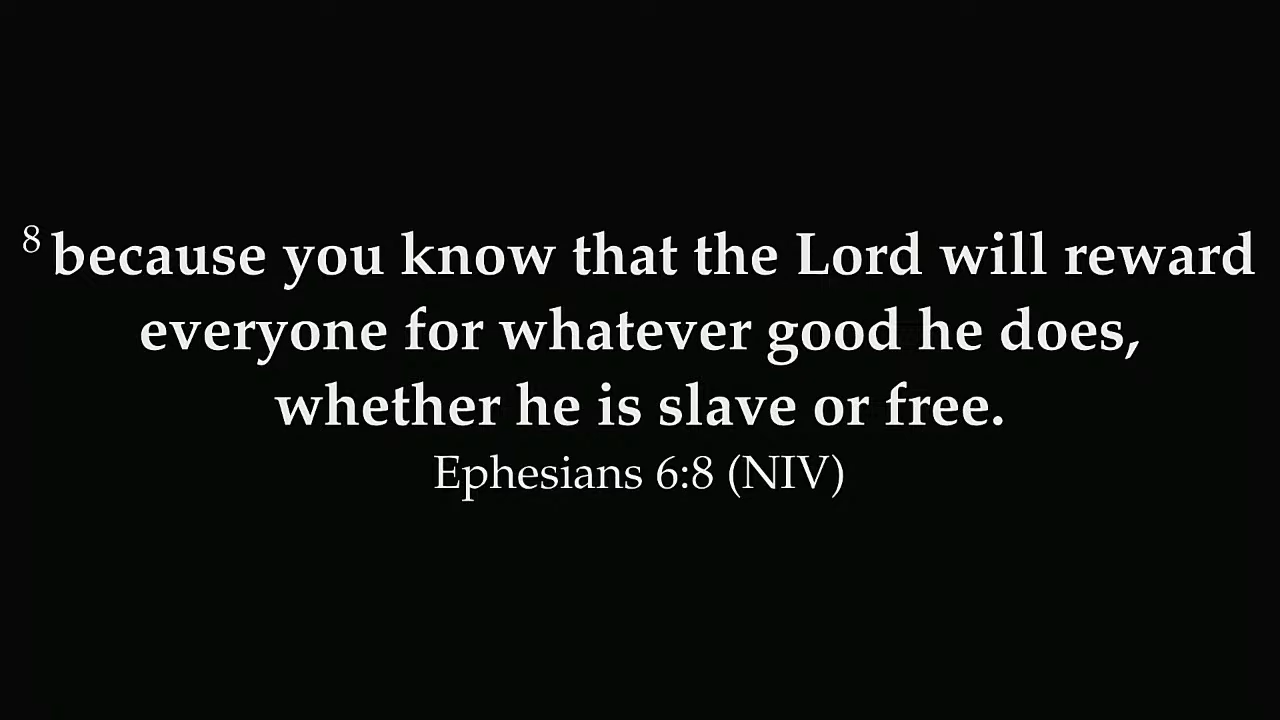 8 because you know that the Lord will reward
everyone for whatever good he does,
whether he is slave or free.
Ephesians 6:8 (NIV)